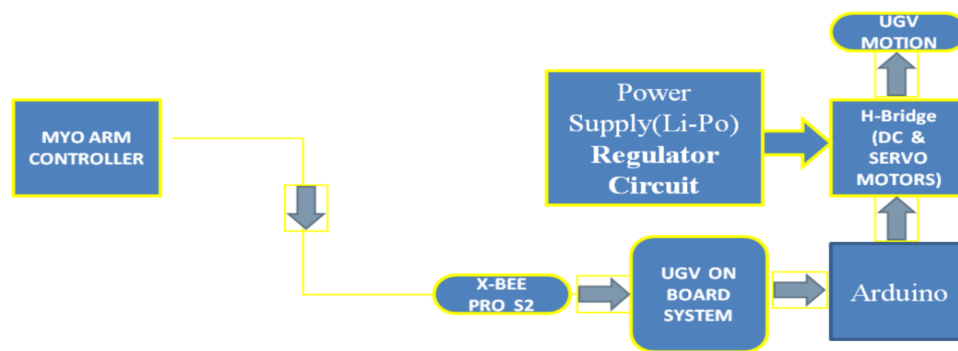 MYO ARM
CONTROLLER
X-BEE
PRO S2
UGV ON
BOARD
SYSTEM
Arduino
Power
Supply(Li-Po)
Regulator
Circuit
H-Bridge
(DC &
SERVO
MOTORS)
UGV
MOTION